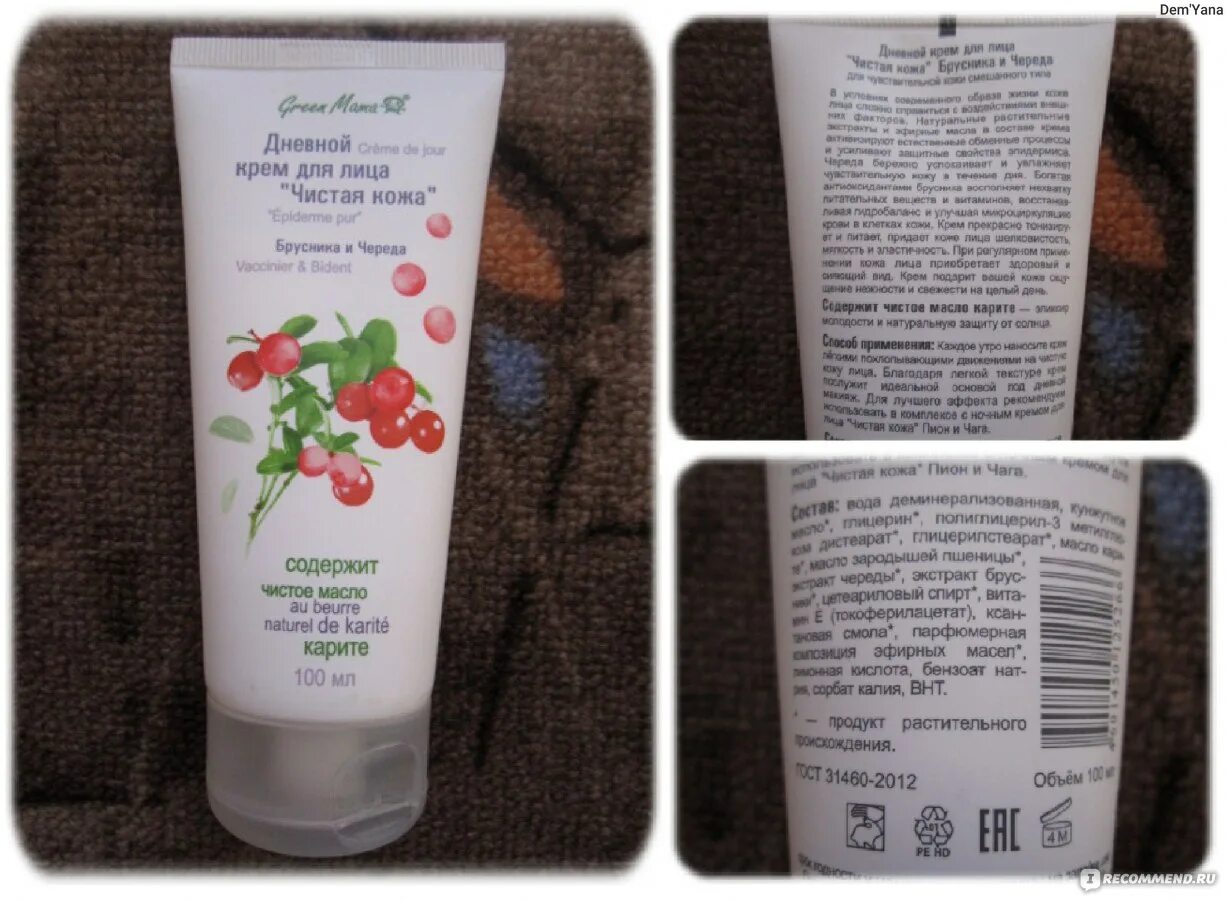 Dem'Yana
Green Mama
Дневной Crème de jour
крем для лица
"Чистая кожа"
"Épiderme pur"
Брусника и Череда
Vaccinier & Bident
содержит
чистое масло
au beurre
naturel de karité
карите
100 мл
Дневной крем для лица
"Чистая кожа" Брусника и Череда
для чувствительной кожи смешанного типа
В условиях современного образа жизни коже
лица сложно справиться с воздействиями внеш-
них факторов. Натуральные растительные
экстракты и эфирные масла в составе крема
активизируют естественные обменные процессы
и усиливают защитные свойства эпидермиса.
Череда бережно успокаивает и увлажняет
чувствительную кожу в течение дня. Богатая
антиоксидантами брусника восполняет нехватку
питательных веществ и витаминов, восстанав-
ливая гидробаланс и улучшая микроциркуляцию
крови в клетках кожи. Крем прекрасно тонизиру-
ет и питает, придает коже лица шелковистость,
мягкость и эластичность. При регулярном приме-
нении кожа лица приобретает здоровый и
сияющий вид. Крем подарит вашей коже ощу-
щение нежности и свежести на целый день.
Содержит чистое масло карите — эликсир
молодости и натуральную защиту от солнца.
Способ применения: Каждое утро наносите крем
лёгкими похлопывающими движениями на чистую
кожу лица. Благодаря легкой текстуре крем
послужит идеальной основой под дневной
макияж. Для лучшего эффекта рекомендуем
использовать в комплексе с ночным кремом для
лица "Чистая кожа" Пион и Чага.
кремом для
лица "Чистая кожа" Пион и Чага.
Состав: вода деминерализованная, кунжутное
масло*, глицерин*, полиглицерил-3 метилглю-
коза дистеарат*, глицерилстеарат*, масло кари-
те*, масло зародышей пшеницы*,
экстракт череды*, экстракт брус-
ники*, цетеариловый спирт*, вита-
мин Е (токоферилацетат), ксан-
тановая смола*, парфюмерная
композиция эфирных масел*,
лимонная кислота, бензоат нат-
рия, сорбат калия, ВНТ.
* – продукт растительного
происхождения.
ГОСТ 31460-2012
Объём 100 мл
PE HD
EAC
4 M
IRECOMMEND.RU